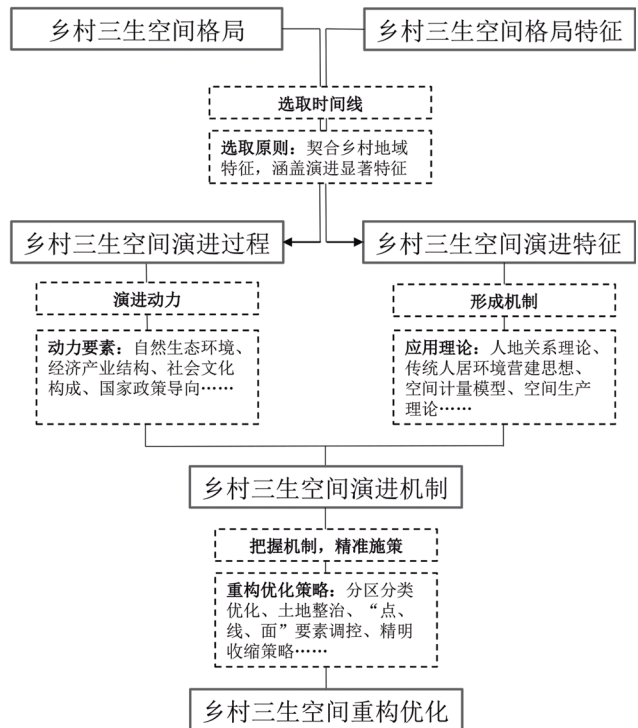 乡村三生空间格局
乡村三生空间格局特征
选取时间线
选取原则：契合乡村地域
特征，涵盖演进显著特征
乡村三生空间演进过程
乡村三生空间演进特征
演进动力
动力要素：自然生态环境、
经济产业结构、社会文化
构成、国家政策导向……
形成机制
应用理论：人地关系理论、
传统人居环境营建思想、
空间计量模型、空间生产
理论……
乡村三生空间演进机制
把握机制，精准施策
重构优化策略：分区分类
优化、土地整治、“点、
线、面”要素调控、精明
收缩策略……
乡村三生空间重构优化